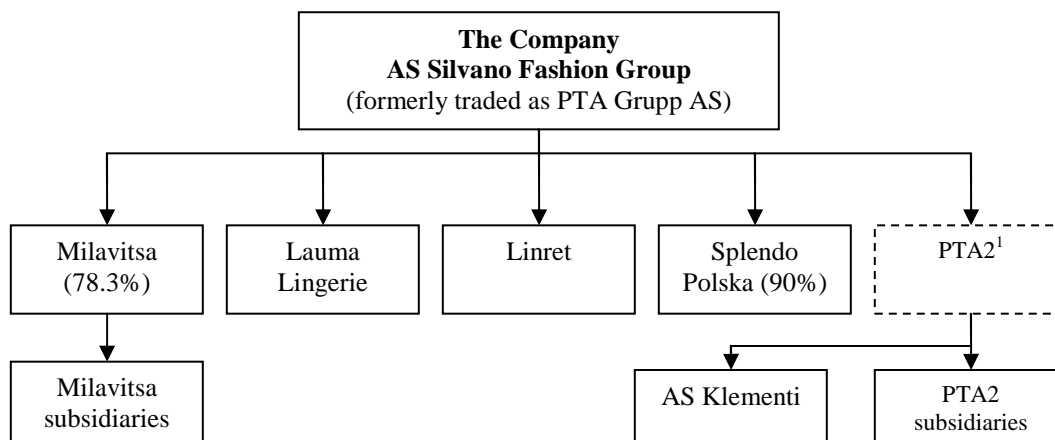 The Company
AS Silvano Fashion Group
(formerly traded as PTA Grupp AS)
Milavitsa
(78.3%)
Lauma
Lingerie
Linret
Splendo
Polska (90%)
PTA2¹
Milavitsa
subsidiaries
AS Klementi
PTA2
subsidiaries